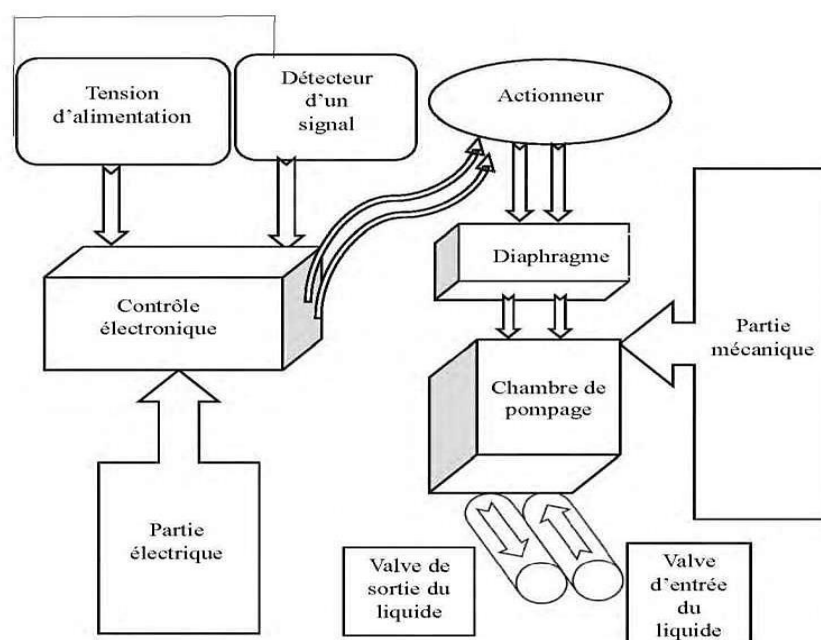 Tension
d'alimentation
Détecteur
d'un
signal
Actionneur
Diaphragme
Contrôle
électronique
Partie
mécanique
Chambre de
pompage
Partie
électrique
Valve de
sortie du
liquide
Valve
d'entrée
du
liquide